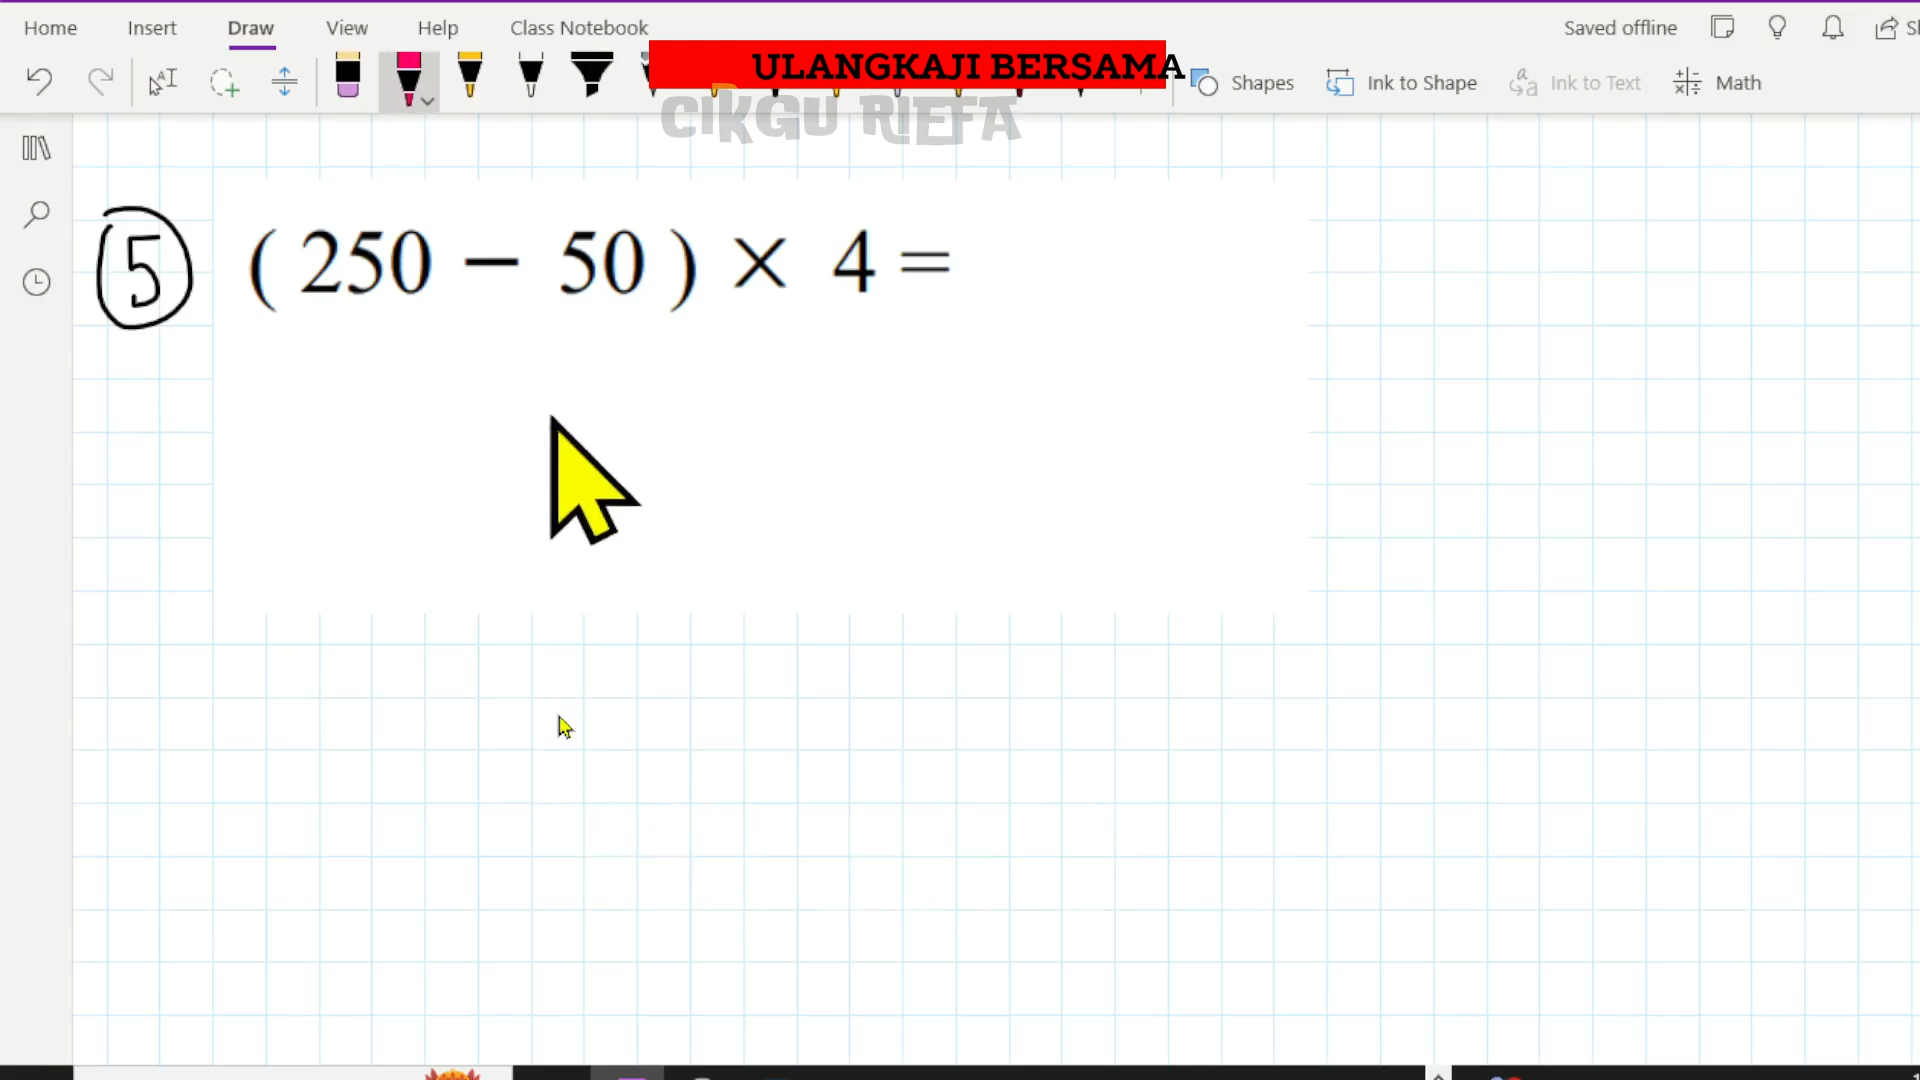 Home Insert Draw View Help Class Notebook Saved offline
ULANGKAJI BERSAMA
Shapes Ink to Shape Ink to Text Math
CIKGU RIEFA
5 ( 250 − 50 ) × 4 =